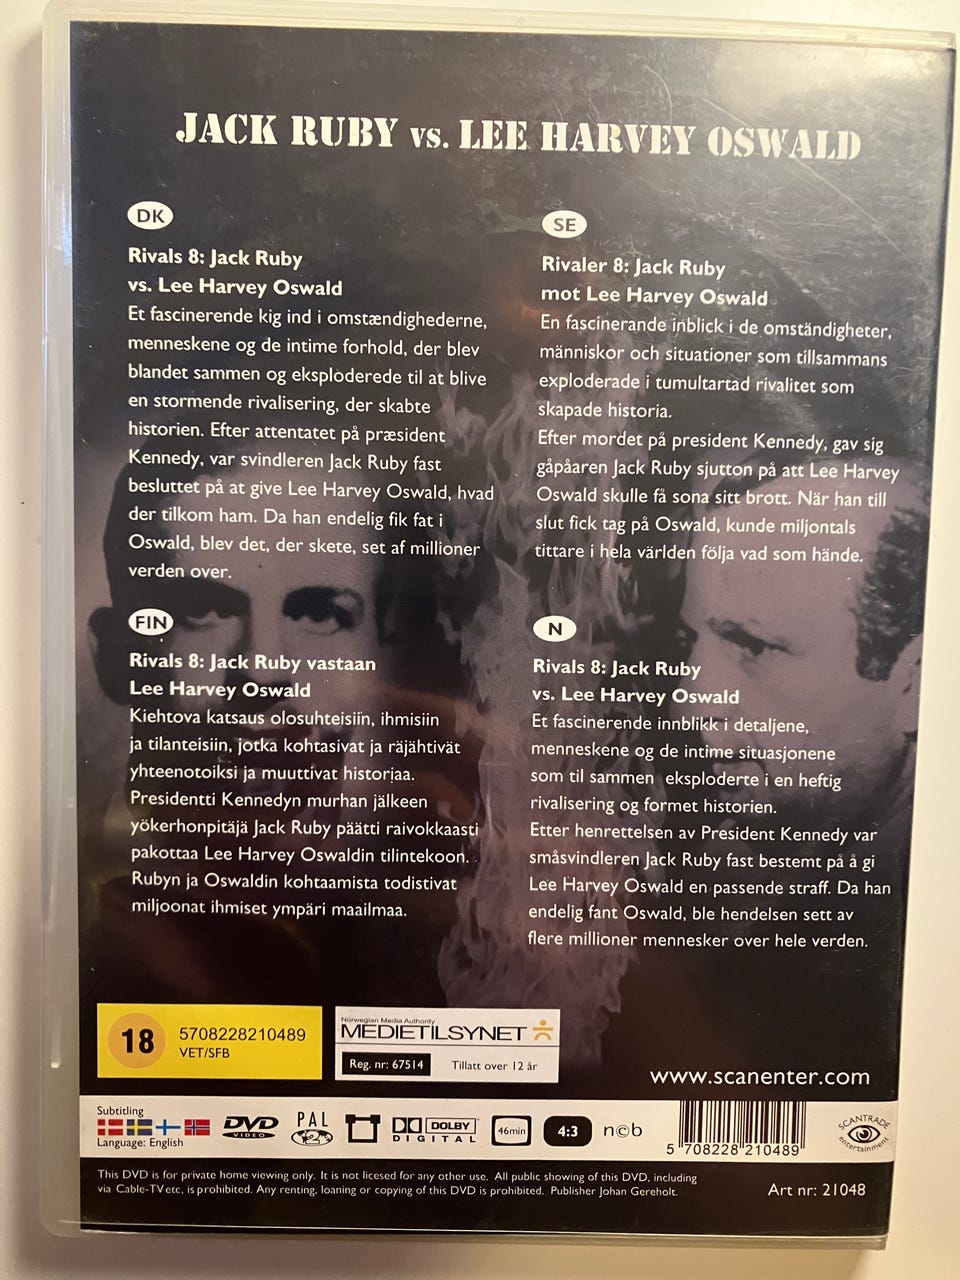 JACK RUBY vs. LEE HARVEY OSWALD
DK
Rivals 8: Jack Ruby
vs. Lee Harvey Oswald
Et fascinerende kig ind i omstændighederne,
menneskene og de intime forhold, der blev
blandet sammen og eksploderede til at blive
en stormende rivalisering, der skabte
historien. Efter attentatet på præsident
Kennedy, var svindleren Jack Ruby fast
besluttet på at give Lee Harvey Oswald, hvad
der tilkom ham. Da han endelig fik fat i
Oswald, blev det, der skete, set af millioner
verden over.
SE
Rivaler 8: Jack Ruby
mot Lee Harvey Oswald
En fascinerande inblick i de omständigheter,
människor och situationer som tillsammans
exploderade i tumultartad rivalitet som
skapade historia.
Efter mordet på president Kennedy, gav sig
gåpåaren Jack Ruby sjutton på att Lee Harvey
Oswald skulle få sona sitt brott. När han till
slut fick tag på Oswald, kunde miljontals
tittare i hela världen följa vad som hände.
FIN
Rivals 8: Jack Ruby vastaan
Lee Harvey Oswald
Kiehtova katsaus olosuhteisiin, ihmisiin
ja tilanteisiin, jotka kohtasivat ja räjähtivät
yhteenotoiksi ja muuttivat historiaa.
Presidentti Kennedyn murhan jälkeen
yökerhonpitäjä Jack Ruby päätti raivokkaasti
pakottaa Lee Harvey Oswaldin tilintekoon.
Rubyn ja Oswaldin kohtaamista todistivat
miljoonat ihmiset ympäri maailmaa.
N
Rivals 8: Jack Ruby
vs. Lee Harvey Oswald
Et fascinerende innblikk i detaljene,
menneskene og de intime situasjonene
som til sammen eksploderte i en heftig
rivalisering og formet historien.
Etter henrettelsen av President Kennedy var
småsvindleren Jack Ruby fast bestemt på å gi
Lee Harvey Oswald en passende straff. Da han
endelig fant Oswald, ble hendelsen sett av
flere millioner mennesker over hele verden.
18
5708228210489
VET/SFB
Norwegian Media Authority
MEDIETILSYNET
Reg. nr: 67514
Tillatt over 12 år
www.scanenter.com
Subtitling
Language: English
DVD
VIDEO
PAL
2
DOLBY
DIGITAL
46min
4:3
n©b
5 708228 210489
SCANTRADE
entertainment
This DVD is for private home viewing only. It is not licesed for any other use. All public showing of this DVD, including
via Cable-TV etc, is prohibited. Any renting, loaning or copying of this DVD is prohibited. Publisher Johan Gereholt.
Art nr: 21048